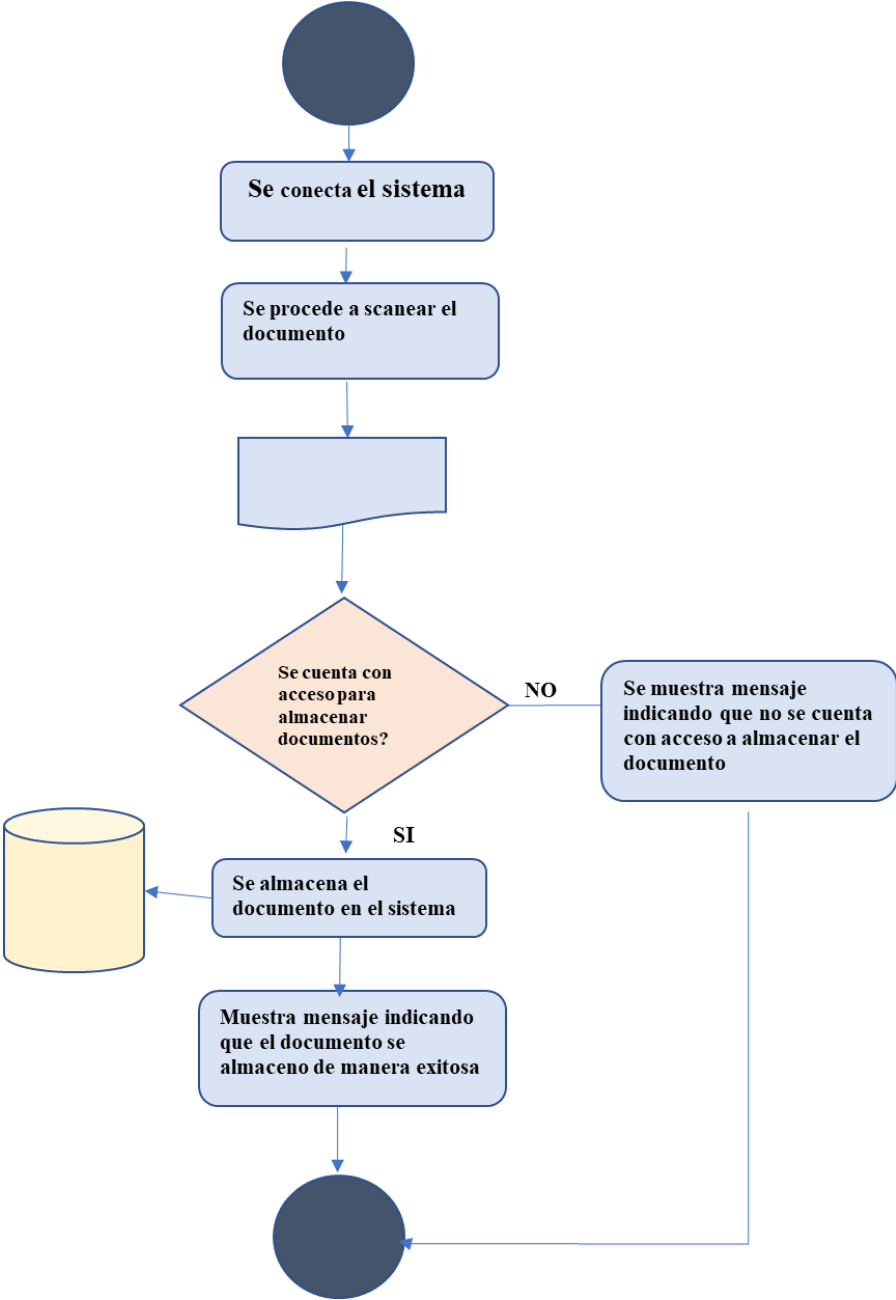 Se conecta el sistema
Se procede a scanear el
documento
Se cuenta con
acceso para
almacenar
documentos?
NO
Se muestra mensaje
indicando que no se cuenta
con acceso a almacenar el
documento
SI
Se almacena el
documento en el sistema
Muestra mensaje indicando
que el documento se
almaceno de manera exitosa